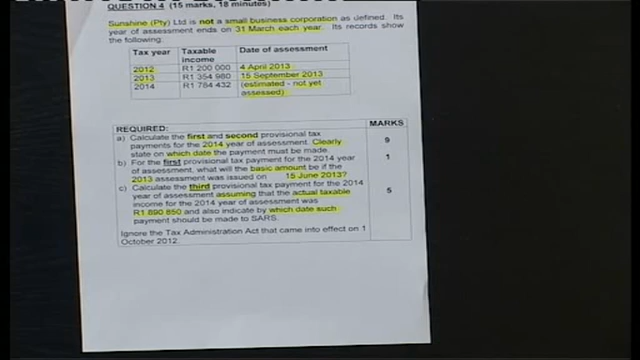 QUESTION 4 (15 marks, 18 minutes)
Sunshine (Pty) Ltd is not a small business corporation as defined. Its
year of assessment ends on 31 March each year. Its records show
the following:
Tax year Taxable income Date of assessment
2012 R1 200 000 4 April 2013
2013 R1 354 980 15 September 2013
2014 R1 784 432 (estimated - not yet assessed)
REQUIRED: MARKS
a) Calculate the first and second provisional tax
payments for the 2014 year of assessment. Clearly 9
state on which date the payment must be made.
b) For the first provisional tax payment for the 2014 year 1
of assessment, what will the basic amount be if the
2013 assessment was issued on 15 June 2013?
c) Calculate the third provisional tax payment for the 2014 5
year of assessment assuming that the actual taxable
income for the 2014 year of assessment was
R1 890 850 and also indicate by which date such
payment should be made to SARS.
Ignore the Tax Administration Act that came into effect on 1
October 2012.